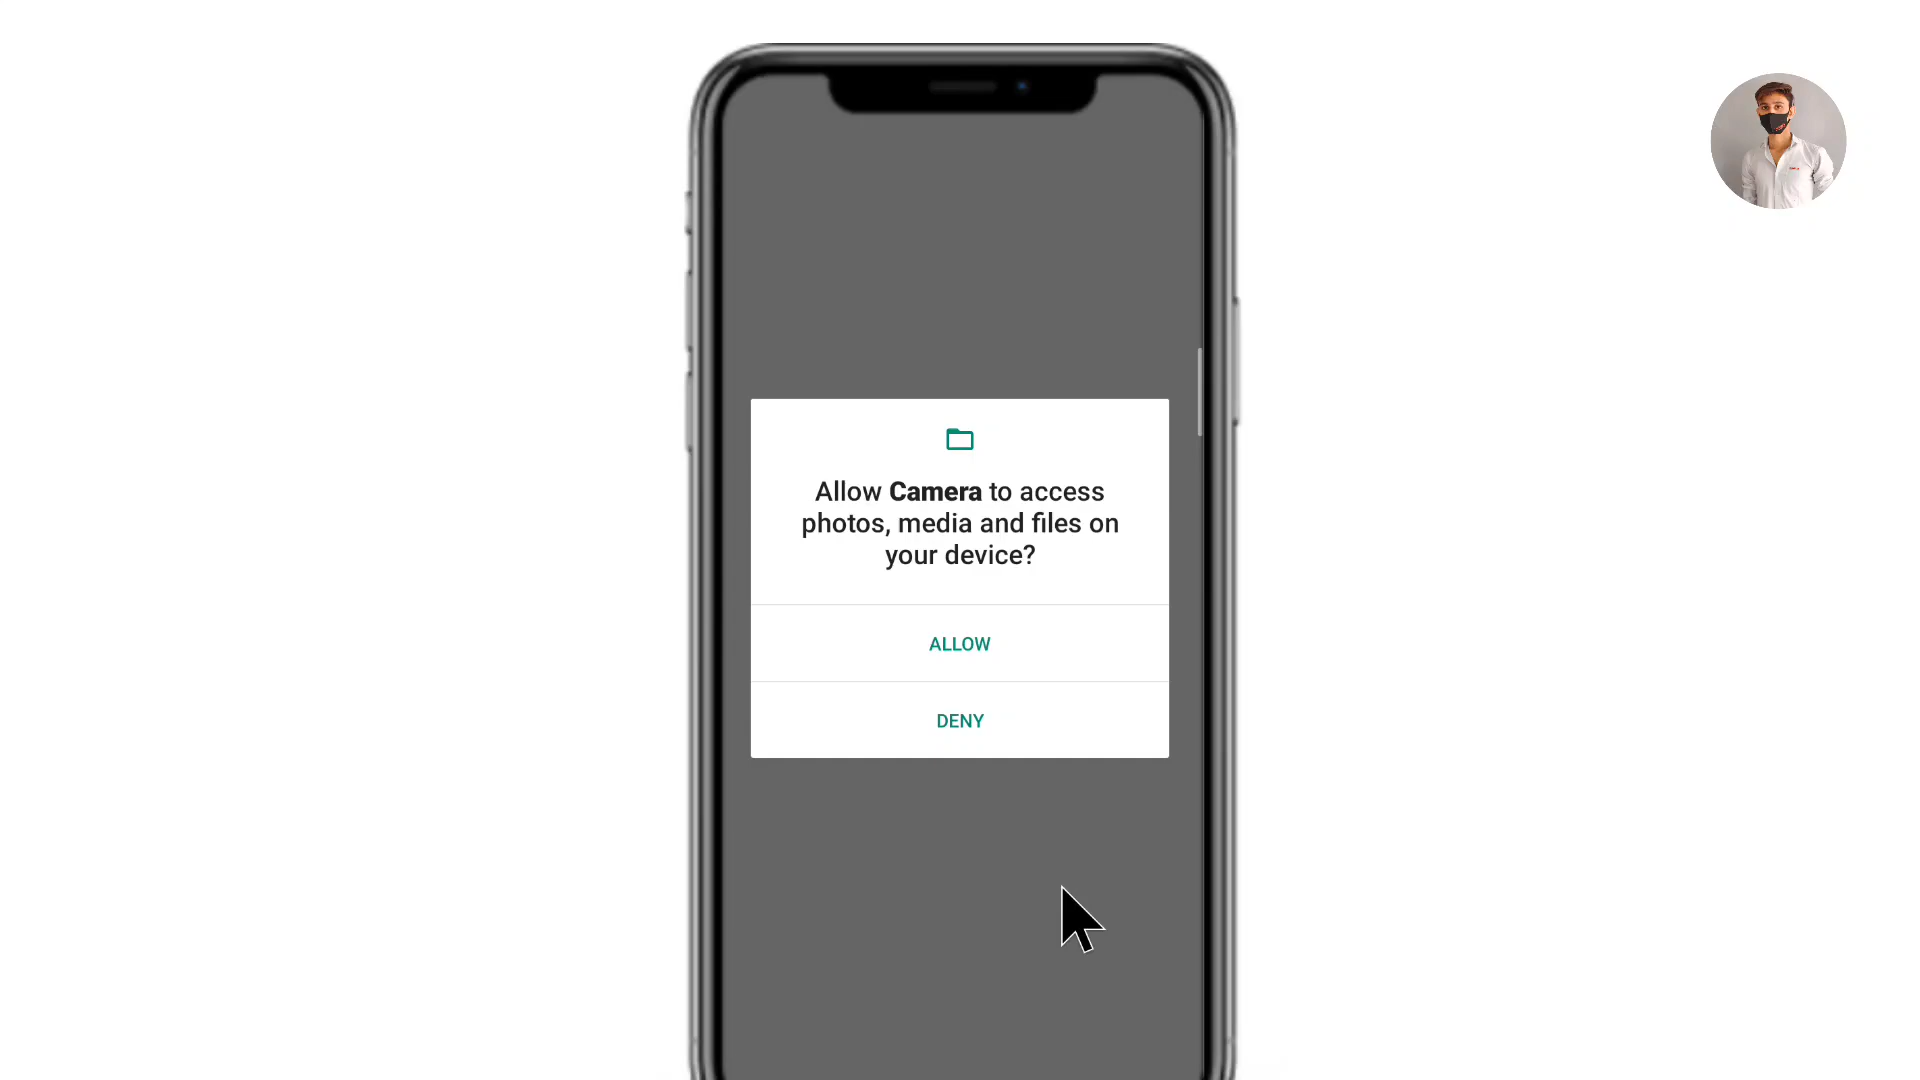 Allow Camera to access
photos, media and files on
your device?
ALLOW
DENY